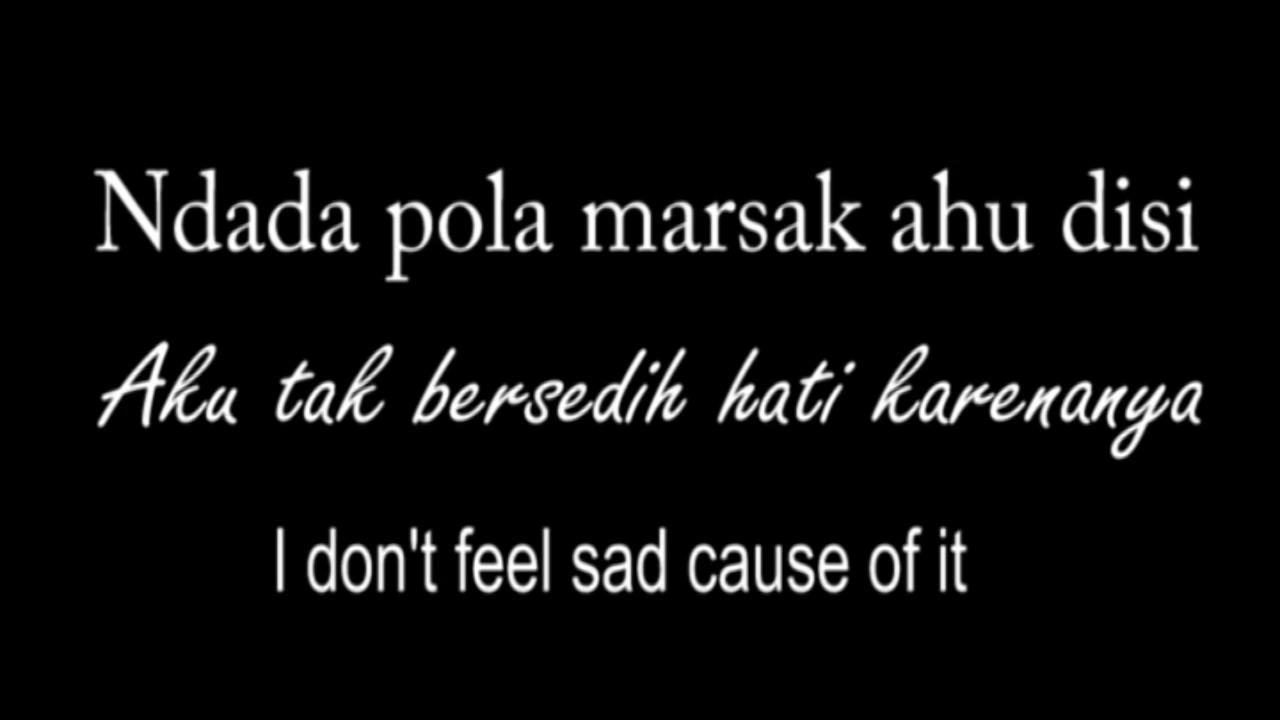 Ndada pola marsak ahu disi
Aku tak bersedih hati karenanya
I don't feel sad cause of it